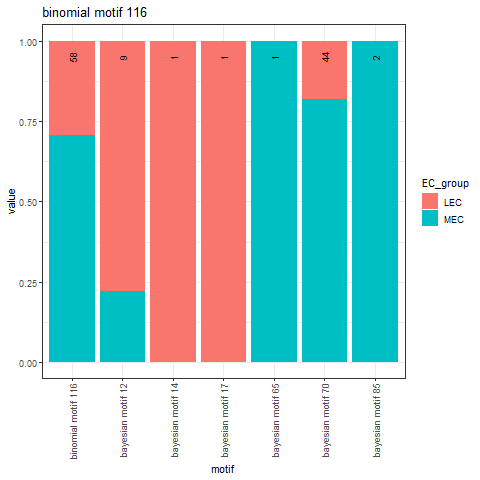 binomial motif 116
58
9
1
1
1
44
2
1.00
0.75
0.50
0.25
0.00
value
EC_group
LEC
MEC
binomial motif 116
bayesian motif 12
bayesian motif 14
bayesian motif 17
bayesian motif 65
bayesian motif 70
bayesian motif 85
motif